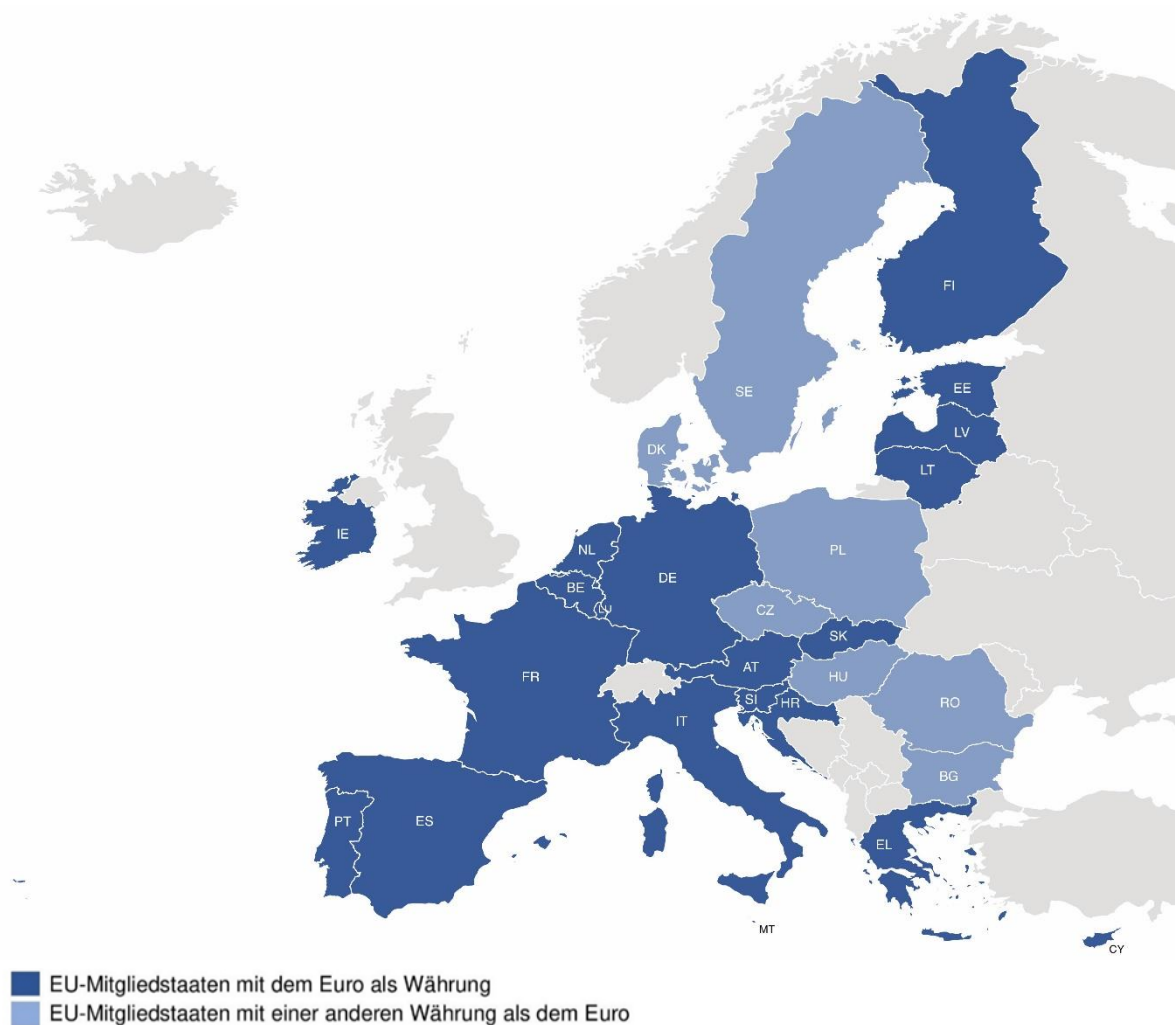 FI
SE
EE
LV
DK
LT
IE
NL
PL
DE
BE
LU
CZ
SK
AT
FR
HU
SI
HR
RO
IT
BG
PT
ES
EL
MT
CY
EU-Mitgliedstaaten mit dem Euro als Währung
EU-Mitgliedstaaten mit einer anderen Währung als dem Euro